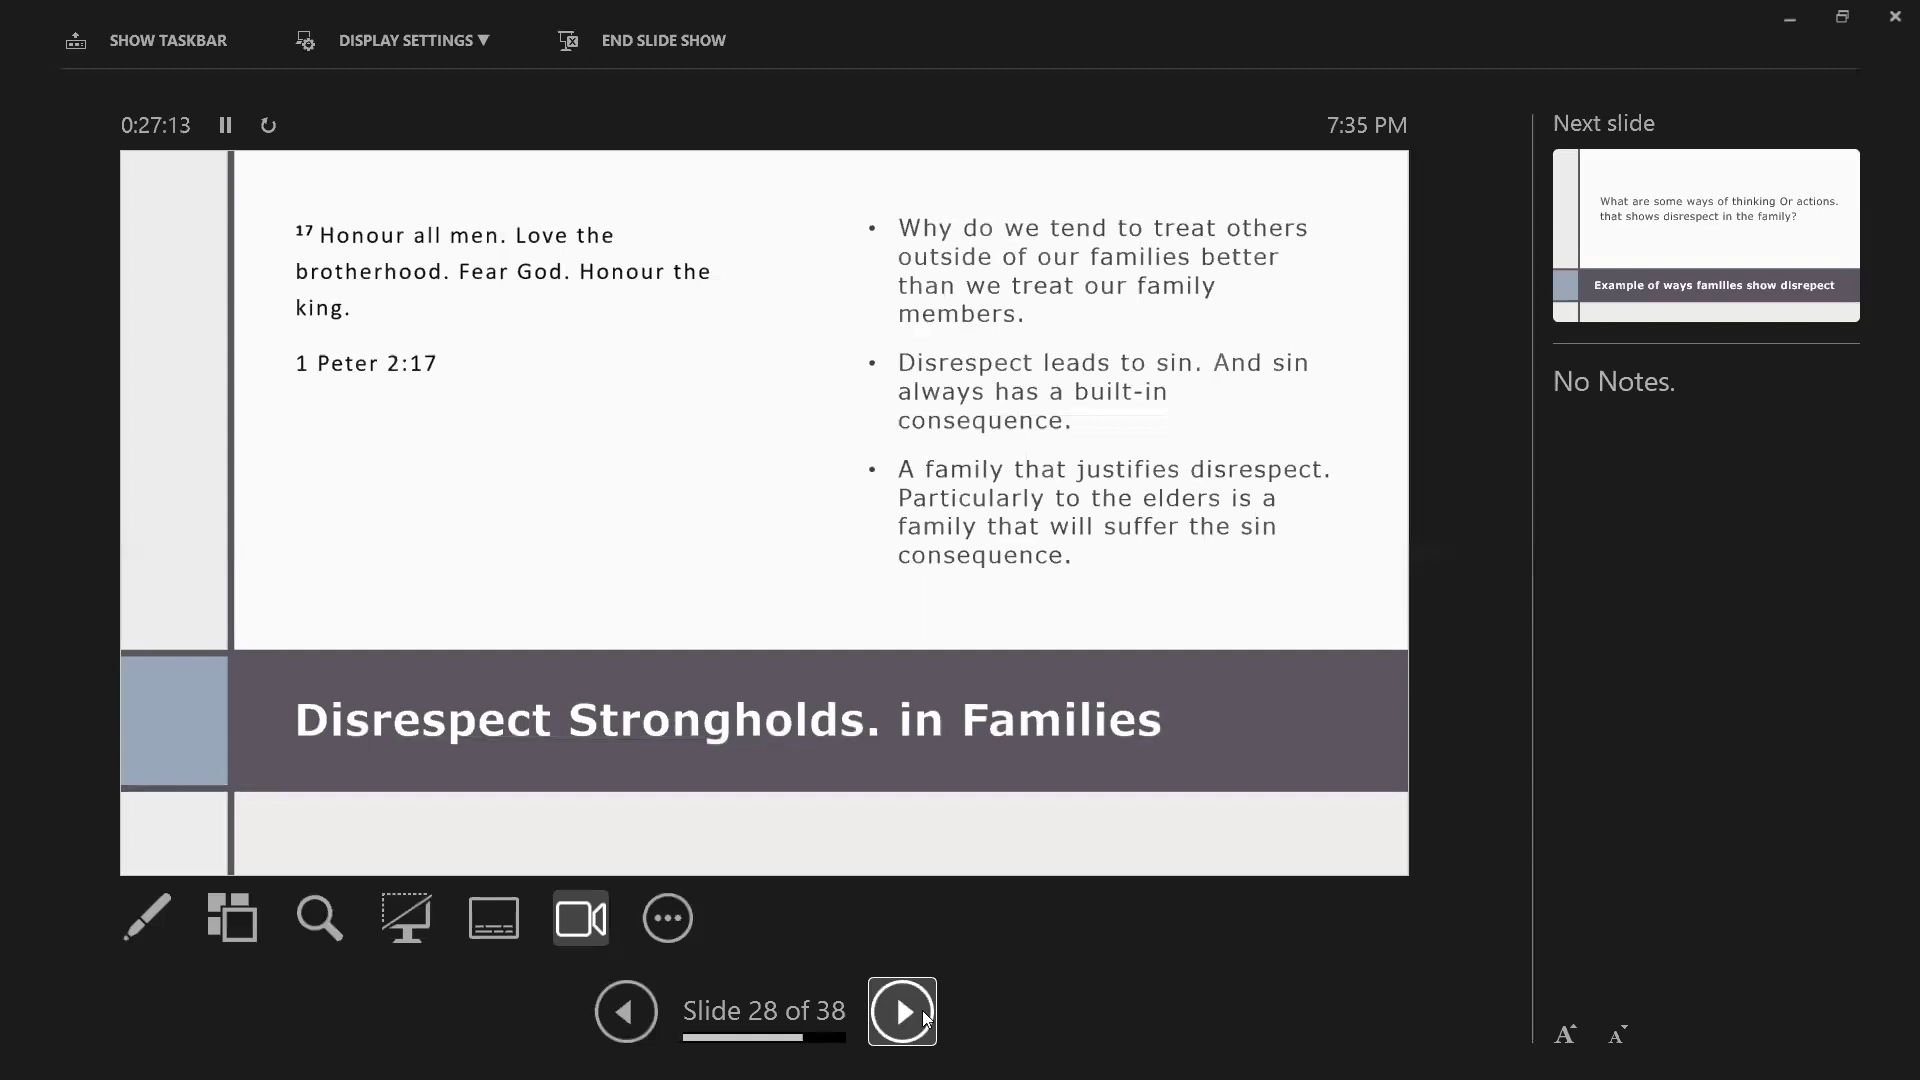 SHOW TASKBAR
DISPLAY SETTINGS ▼
END SLIDE SHOW
0:27:13
7:35 PM
17 Honour all men. Love the
brotherhood. Fear God. Honour the
king.
1 Peter 2:17
• Why do we tend to treat others
outside of our families better
than we treat our family
members.
• Disrespect leads to sin. And sin
always has a built-in
consequence.
• A family that justifies disrespect.
Particularly to the elders is a
family that will suffer the sin
consequence.
Disrespect Strongholds. in Families
Next slide
What are some ways of thinking Or actions.
that shows disrespect in the family?
Example of ways families show disrepect
No Notes.
Slide 28 of 38
A A